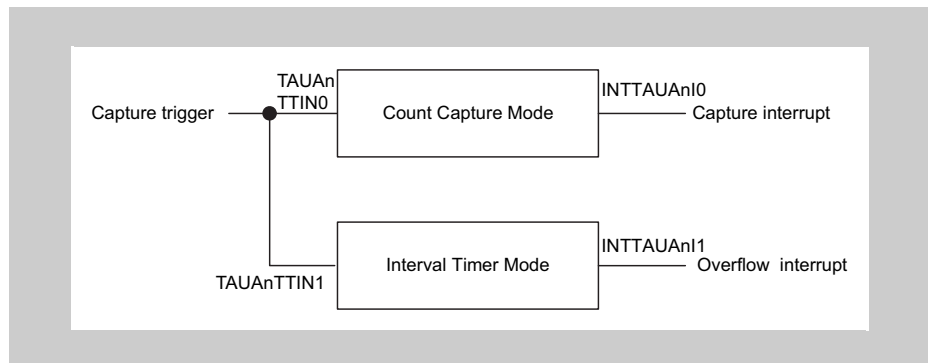 TAUAn
TTIN0
INTTAUAnI0
Capture trigger
Count Capture Mode
Capture interrupt
INTTAUAnI1
Interval Timer Mode
Overflow interrupt
TAUAnTTIN1